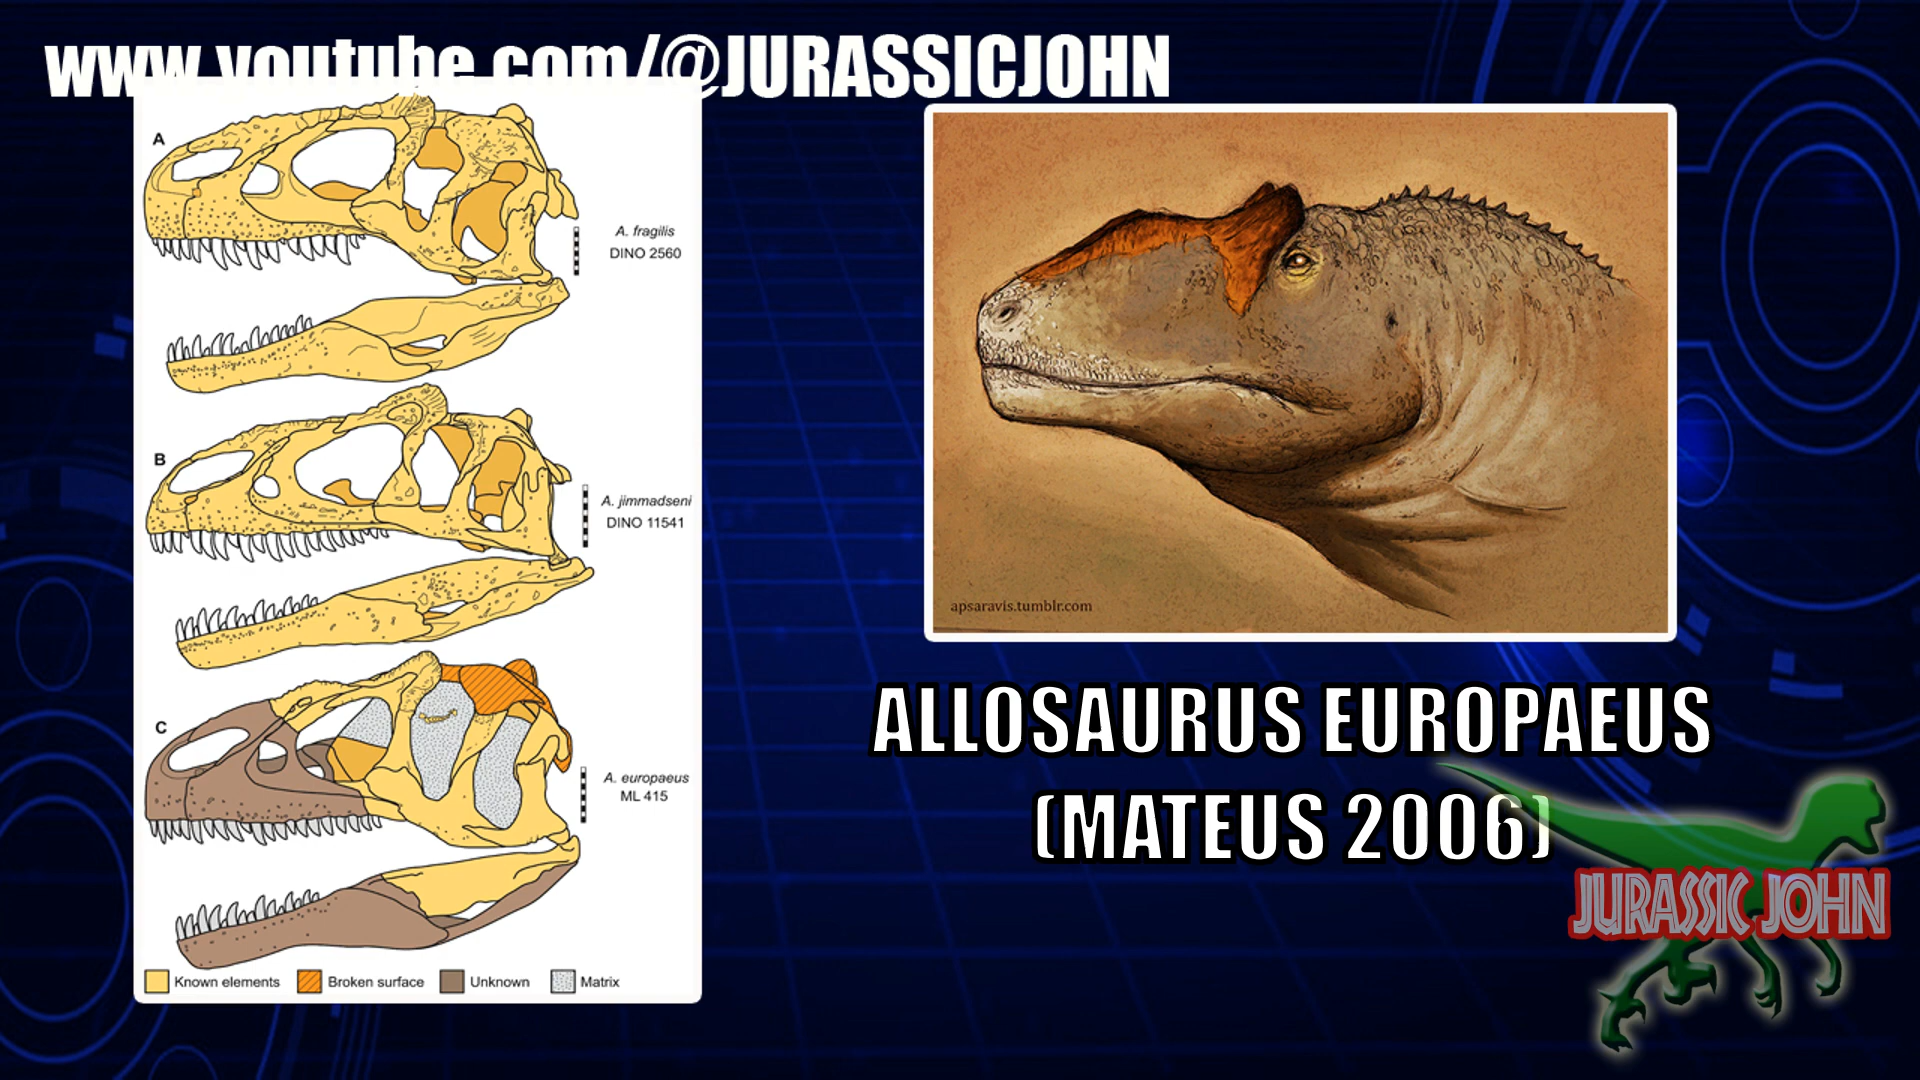 www.youtube.com/@JURASSICJOHN
A
A. fragilis
DINO 2560
B
A. jimmadseni
DINO 11541
C
A. europaeus
ML 415
Known elements
Broken surface
Unknown
Matrix
apsaravis.tumblr.com
ALLOSAURUS EUROPAEUS
(MATEUS 2006)
JURASSIC JOHN